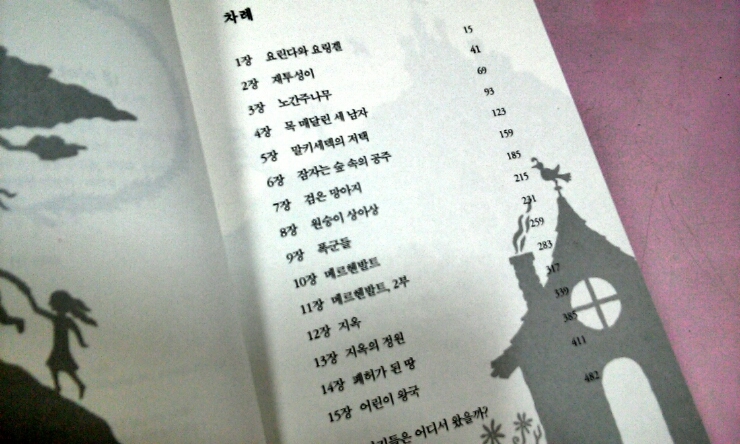 차례
1장 요린다와 요링겔 15
2장 재투성이 41
3장 노간주나무 69
4장 목 매달린 세 남자 93
5장 말키세덱의 저택 123
6장 잠자는 숲 속의 공주 159
7장 검은 망아지 185
8장 원숭이 상아상 215
9장 폭군들 231
10장 메르헨발트 259
11장 메르헨발트, 2부 283
12장 지옥 317
13장 지옥의 정원 339
14장 폐허가 된 땅 385
15장 어린이 왕국 411
어디서 왔을까? 482